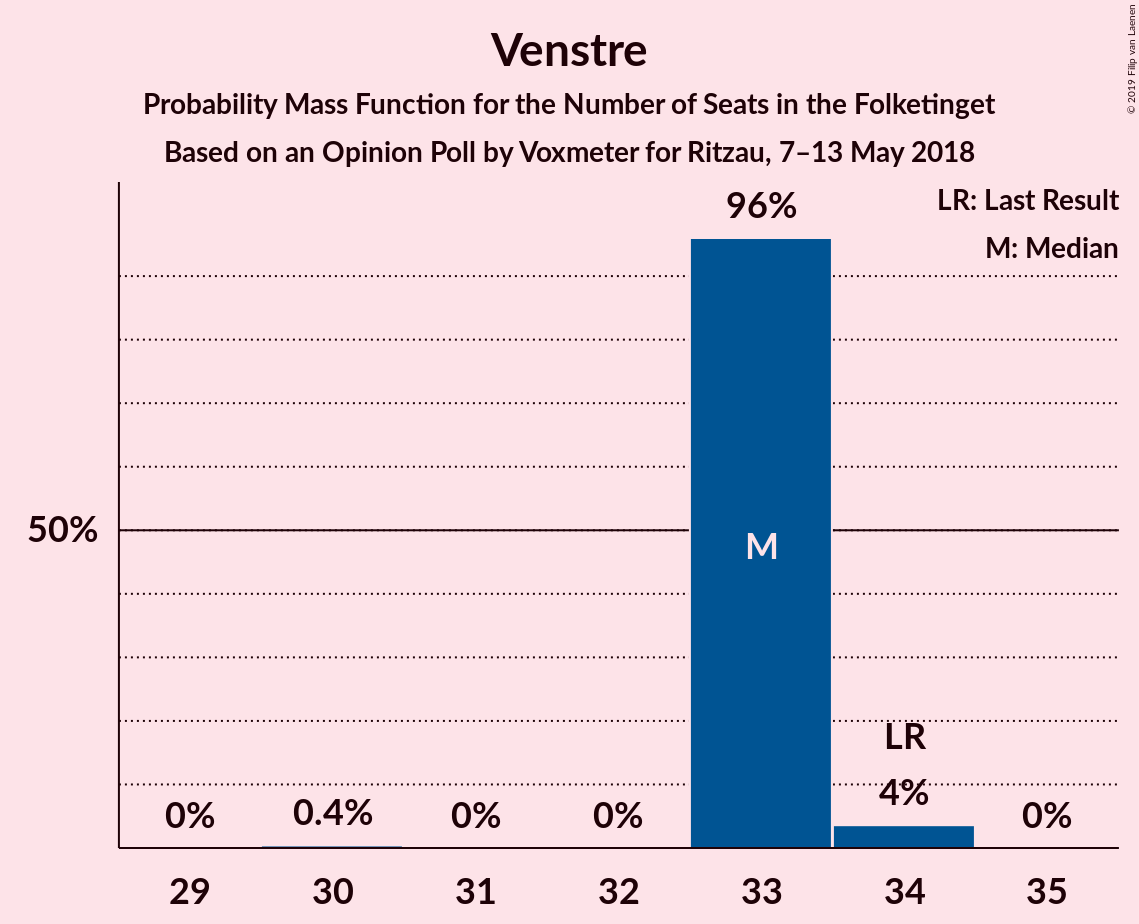 Venstre
Probability Mass Function for the Number of Seats in the Folketinget
Based on an Opinion Poll by Voxmeter for Ritzau, 7–13 May 2018
© 2019 Filip van Laenen
LR: Last Result
M: Median
96%
50%
M
LR
0%
0.4%
0%
0%
4%
0%
29
30
31
32
33
34
35